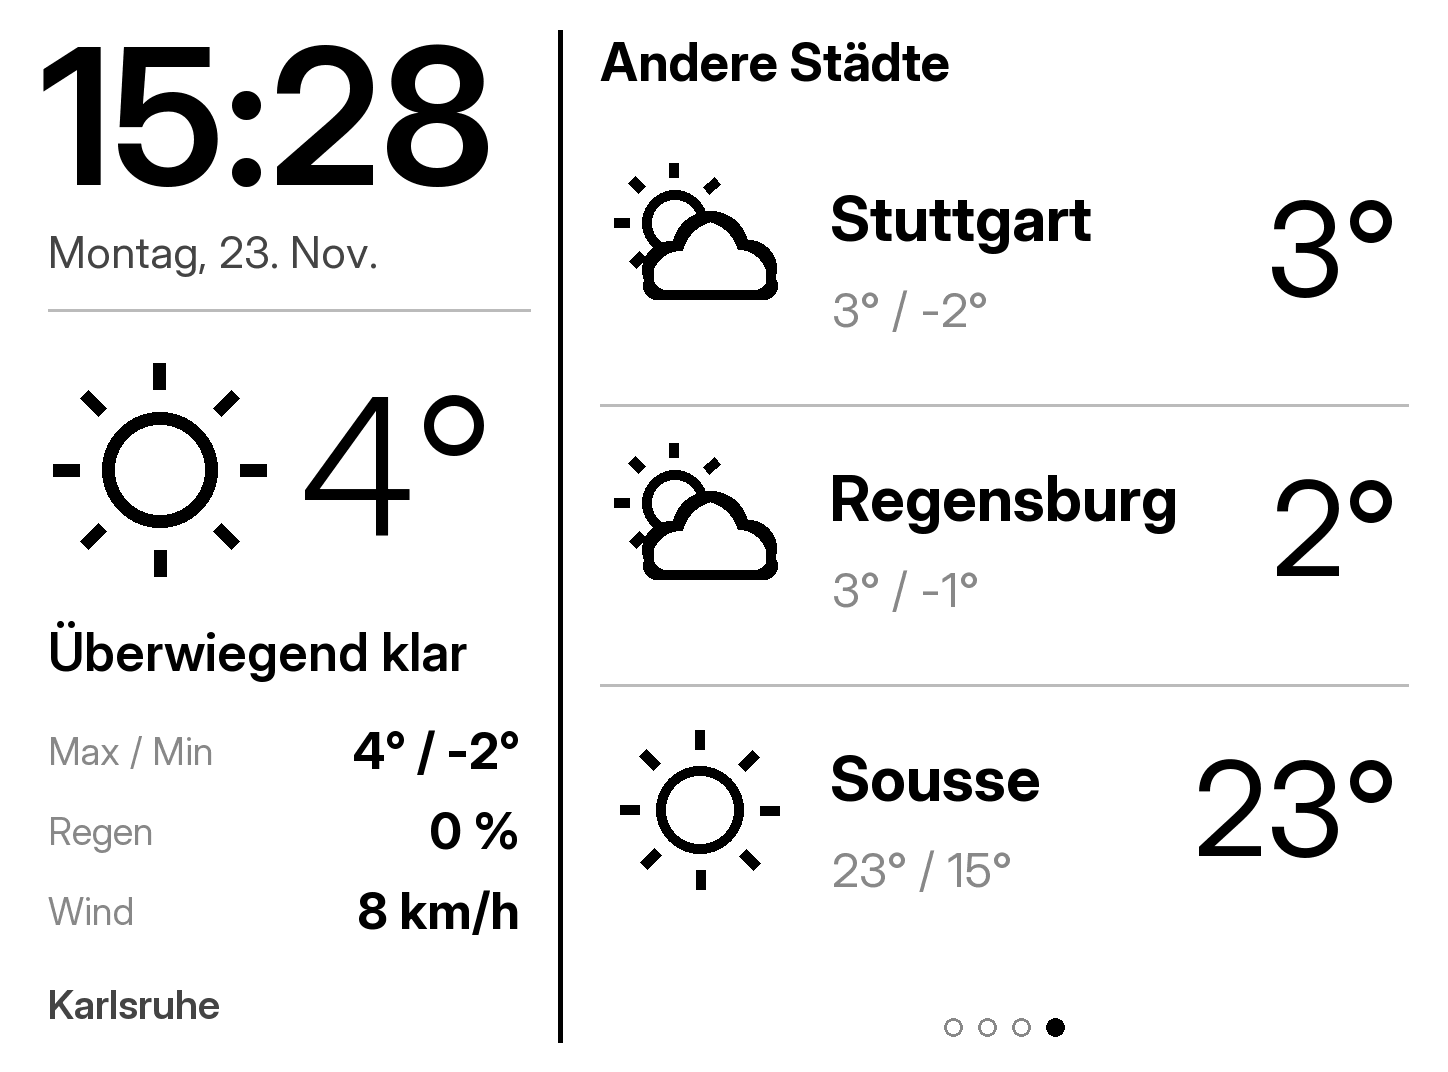 15:28
Montag, 23. Nov.
4°
Überwiegend klar
Max / Min 4° / -2°
Regen 0 %
Wind 8 km/h
Karlsruhe
Andere Städte
Stuttgart 3°
3° / -2°
Regensburg 2°
3° / -1°
Sousse 23°
23° / 15°